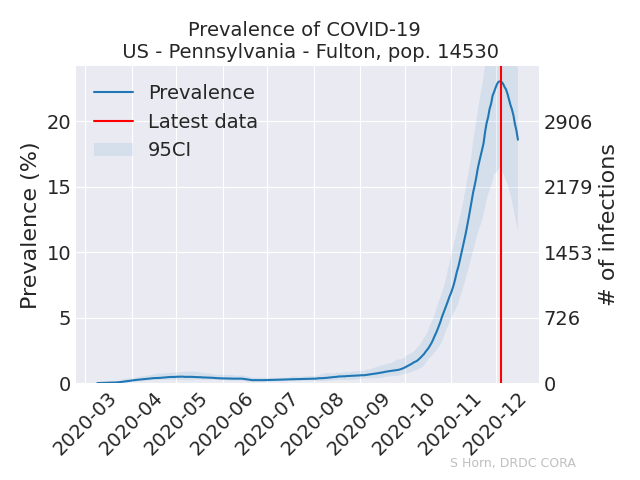 Prevalence of COVID-19
US - Pennsylvania - Fulton, pop. 14530
Prevalence
Latest data
95CI
Prevalence (%)
20
15
10
5
0
2906
2179
1453
726
0
# of infections
2020-03
2020-04
2020-05
2020-06
2020-07
2020-08
2020-09
2020-10
2020-11
2020-12
S Horn, DRDC CORA